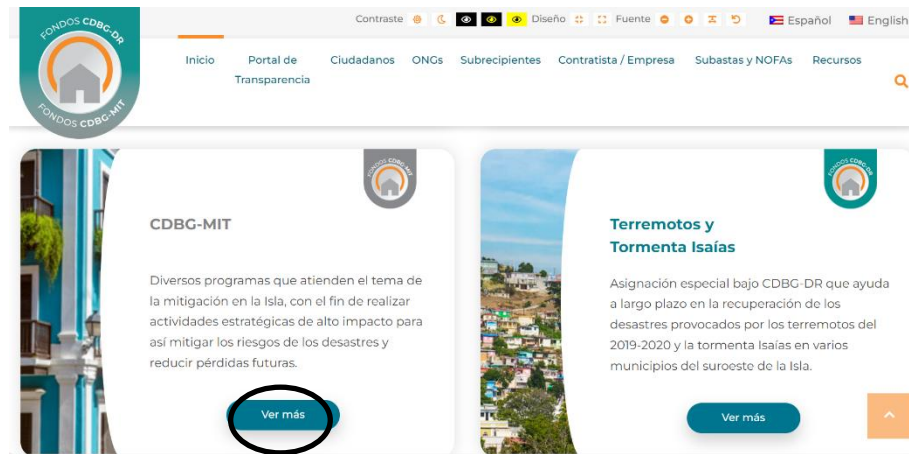 FONDOS CDBG-DR
FONDOS CDBG-MIT
Contraste Diseño Fuente Español English
Inicio Portal de Transparencia Ciudadanos ONGs Subrecipientes Contratista / Empresa Subastas y NOFAs Recursos
FONDOS CDBG-MIT
CDBG-MIT
Diversos programas que atienden el tema de
la mitigación en la Isla, con el fin de realizar
actividades estratégicas de alto impacto para
así mitigar los riesgos de los desastres y
reducir pérdidas futuras.
Ver más
FONDOS CDBG-DR
Terremotos y
Tormenta Isaías
Asignación especial bajo CDBG-DR que ayuda
a largo plazo en la recuperación de los
desastres provocados por los terremotos del
2019-2020 y la tormenta Isaías en varios
municipios del suroeste de la Isla.
Ver más